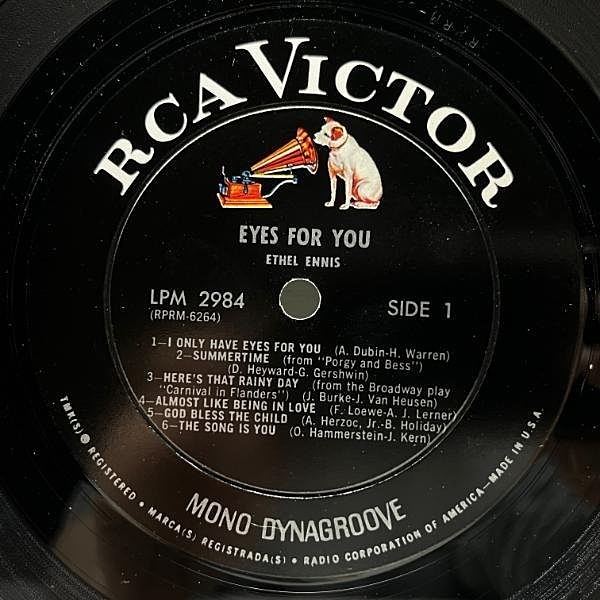 RCA VICTOR
EYES FOR YOU
ETHEL ENNIS
LPM 2984
(RPRM-6264)
SIDE 1
1—I ONLY HAVE EYES FOR YOU (A. Dubin-H. Warren)
2—SUMMERTIME (from "Porgy and Bess")
(D. Heyward-G. Gershwin)
3—HERE'S THAT RAINY DAY (from the Broadway play
"Carnival in Flanders") (J. Burke-J. Van Heusen)
4—ALMOST LIKE BEING IN LOVE (F. Loewe-A. J. Lerner)
5—GOD BLESS THE CHILD (A. Herzoc, Jr.-B. Holiday)
6—THE SONG IS YOU (O. Hammerstein-J. Kern)
MONO DYNAGROOVE
TMK(S) ® REGISTERED • MARCA(S) REGISTRADA(S) • RADIO CORPORATION OF AMERICA—MADE IN U.S.A.